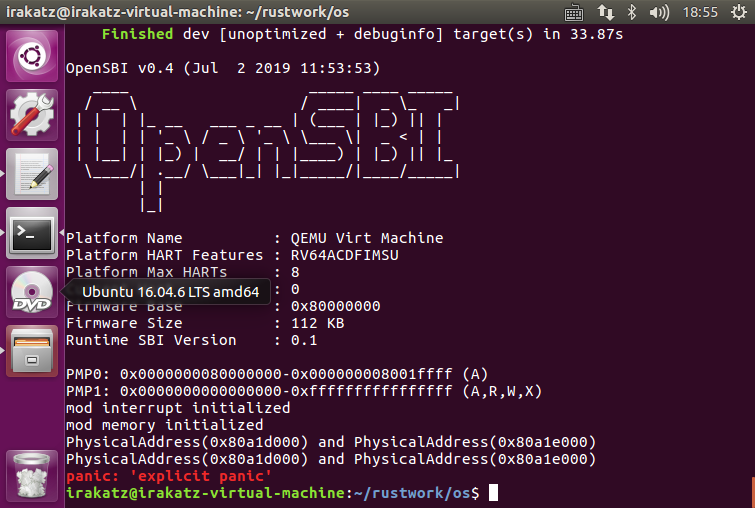 irakatz@irakatz-virtual-machine: ~/rustwork/os
18:55
Finished dev [unoptimized + debuginfo] target(s) in 33.87s
OpenSBI v0.4 (Jul  2 2019 11:53:53)
OpenSBI
Platform Name          : QEMU Virt Machine
Platform HART Features : RV64ACDFIMSU
Platform Max HARTs     : 8
Ubuntu 16.04.6 LTS amd64
: 0
Firmware Base          : 0x80000000
Firmware Size          : 112 KB
Runtime SBI Version    : 0.1
PMP0: 0x0000000080000000-0x000000008001ffff (A)
PMP1: 0x0000000000000000-0xffffffffffffffff (A,R,W,X)
mod interrupt initialized
mod memory initialized
PhysicalAddress(0x80a1d000) and PhysicalAddress(0x80a1e000)
PhysicalAddress(0x80a1d000) and PhysicalAddress(0x80a1e000)
panic: 'explicit panic'
irakatz@irakatz-virtual-machine:~/rustwork/os$
DVD